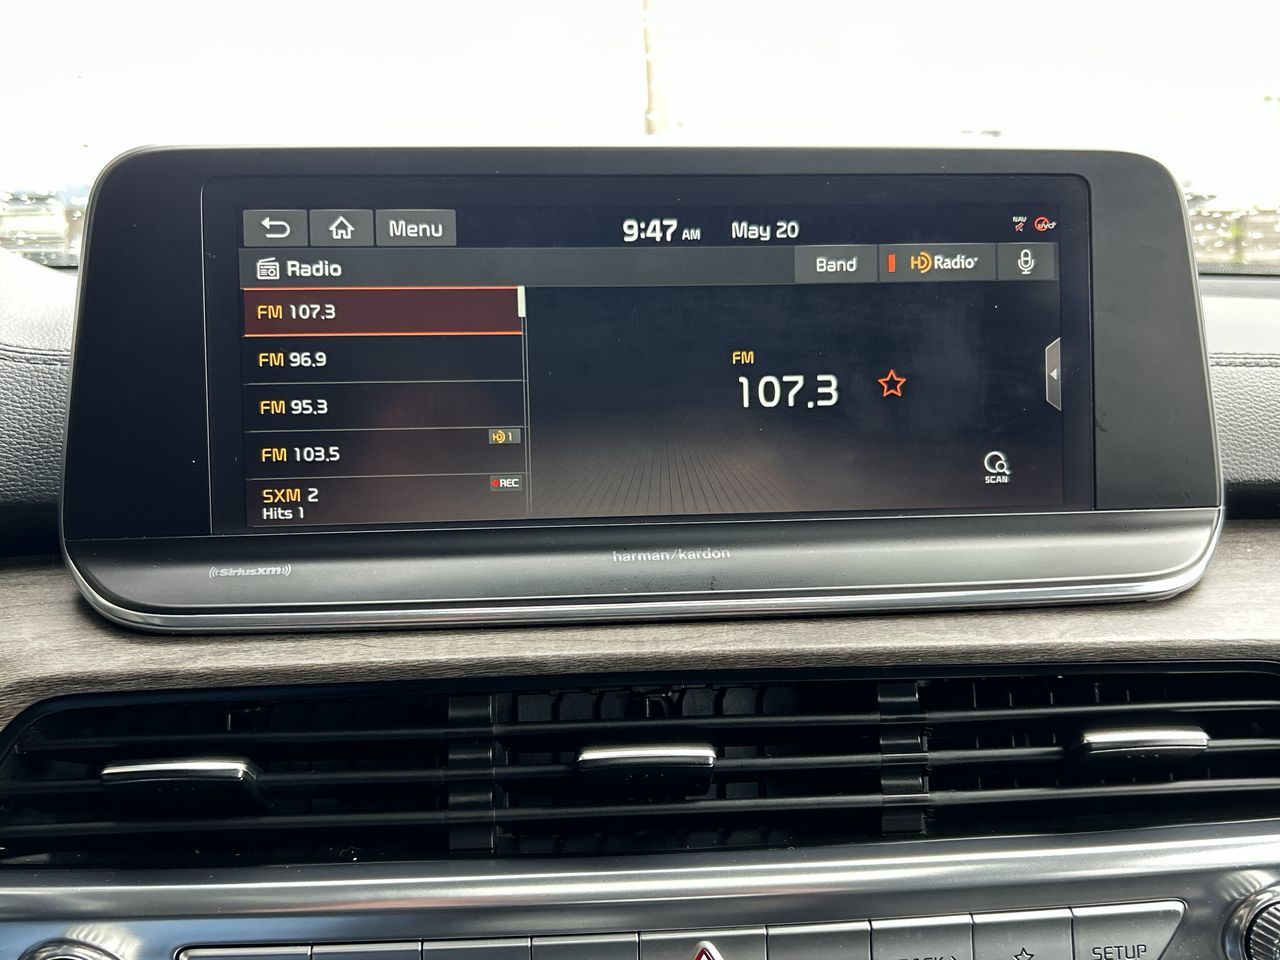 Menu
9:47 AM May 20
NAV
UVO
Radio
Band
HD Radio
FM 107.3
FM 96.9
FM 95.3
FM 103.5
HD 1
SXM 2
REC
Hits 1
FM
107.3
SCAN
harman/kardon
SiriusXM
SETUP